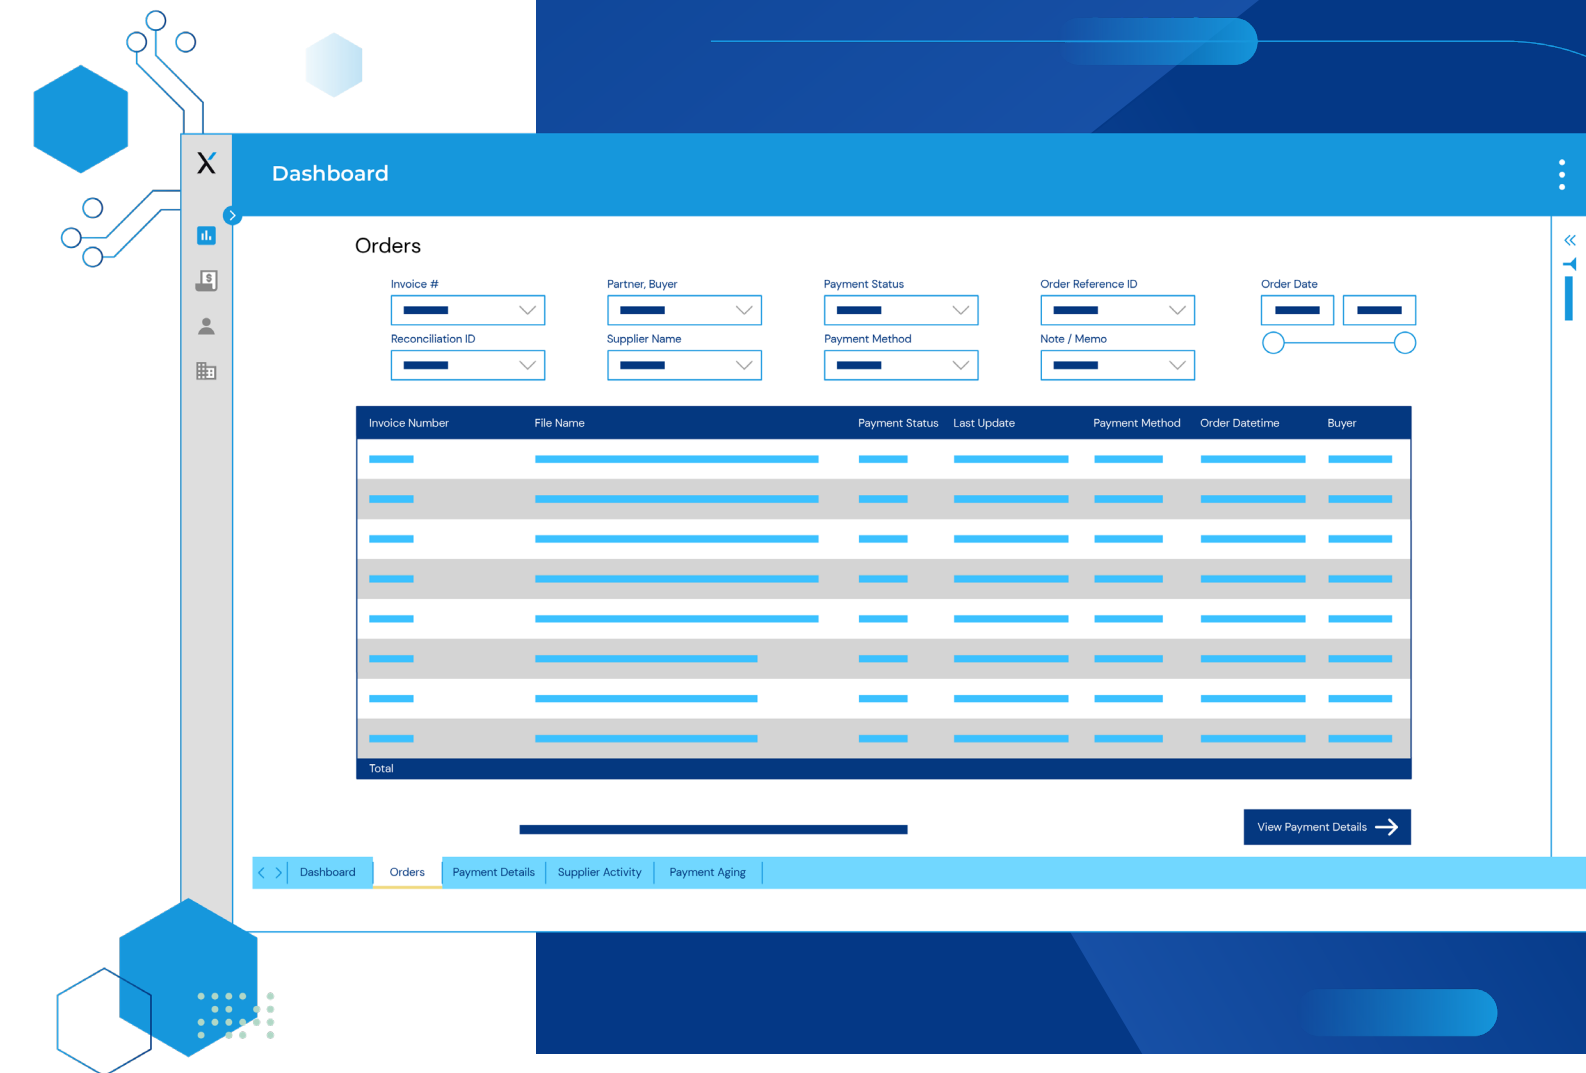 X
Dashboard
Orders
Invoice #
Partner, Buyer
Payment Status
Order Reference ID
Order Date
Reconciliation ID
Supplier Name
Payment Method
Note / Memo
Invoice Number File Name Payment Status Last Update Payment Method Order Datetime Buyer
Total
View Payment Details
Dashboard Orders Payment Details Supplier Activity Payment Aging